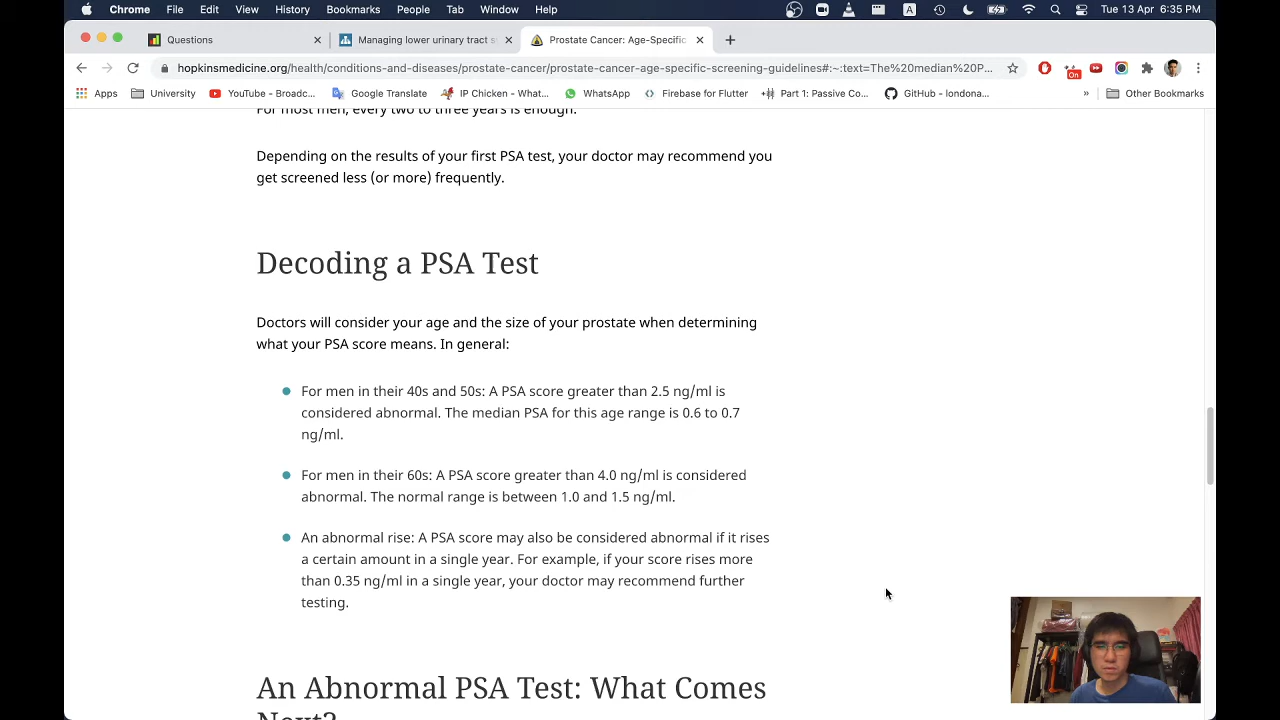 Chrome File Edit View History Bookmarks People Tab Window Help A Tue 13 Apr 6:35 PM
Questions Managing lower urinary tract s Prostate Cancer: Age-Specific
hopkinsmedicine.org/health/conditions-and-diseases/prostate-cancer/prostate-cancer-age-specific-screening-guidelines#:~:text=The%20median%20P... On
Apps University YouTube – Broadc... Google Translate IP Chicken - What... WhatsApp Firebase for Flutter Part 1: Passive Co... GitHub - londona... » Other Bookmarks
For most men, every two to three years is enough.
Depending on the results of your first PSA test, your doctor may recommend you
get screened less (or more) frequently.
Decoding a PSA Test
Doctors will consider your age and the size of your prostate when determining
what your PSA score means. In general:
For men in their 40s and 50s: A PSA score greater than 2.5 ng/ml is
considered abnormal. The median PSA for this age range is 0.6 to 0.7
ng/ml.
For men in their 60s: A PSA score greater than 4.0 ng/ml is considered
abnormal. The normal range is between 1.0 and 1.5 ng/ml.
An abnormal rise: A PSA score may also be considered abnormal if it rises
a certain amount in a single year. For example, if your score rises more
than 0.35 ng/ml in a single year, your doctor may recommend further
testing.
An Abnormal PSA Test: What Comes
Next?